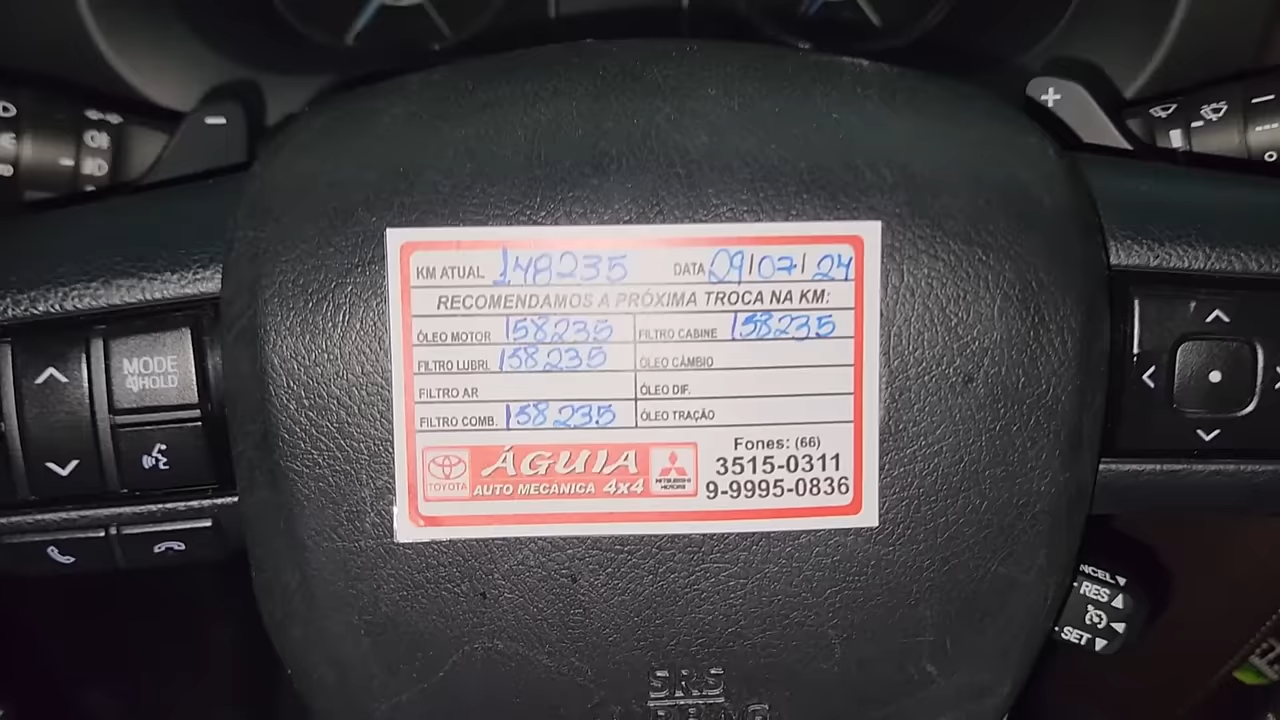 KM ATUAL 148235 DATA 29/07/24
RECOMENDAMOS A PRÓXIMA TROCA NA KM:
ÓLEO MOTOR 158235 FILTRO CABINE 158235
FILTRO LUBRI. 158235 ÓLEO CÂMBIO
FILTRO AR ÓLEO DIF.
FILTRO COMB. 158235 ÓLEO TRAÇÃO
TOYOTA
ÁGUIA
AUTO MECÂNICA 4x4
MITSUBISHI
MOTORS
Fones: (66)
3515-0311
9-9995-0836
-
+
MODE
HOLD
NCEL
RES
SET
SRS